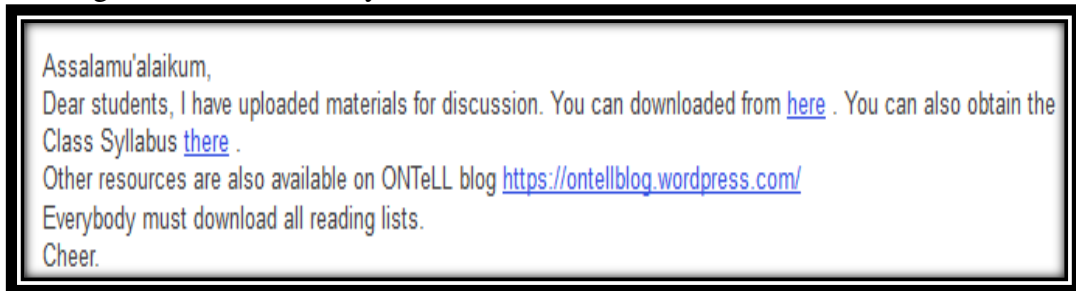 Assalamu'alaikum,
Dear students, I have uploaded materials for discussion. You can downloaded from here . You can also obtain the
Class Syllabus there .
Other resources are also available on ONTeLL blog https://ontellblog.wordpress.com/
Everybody must download all reading lists.
Cheer.